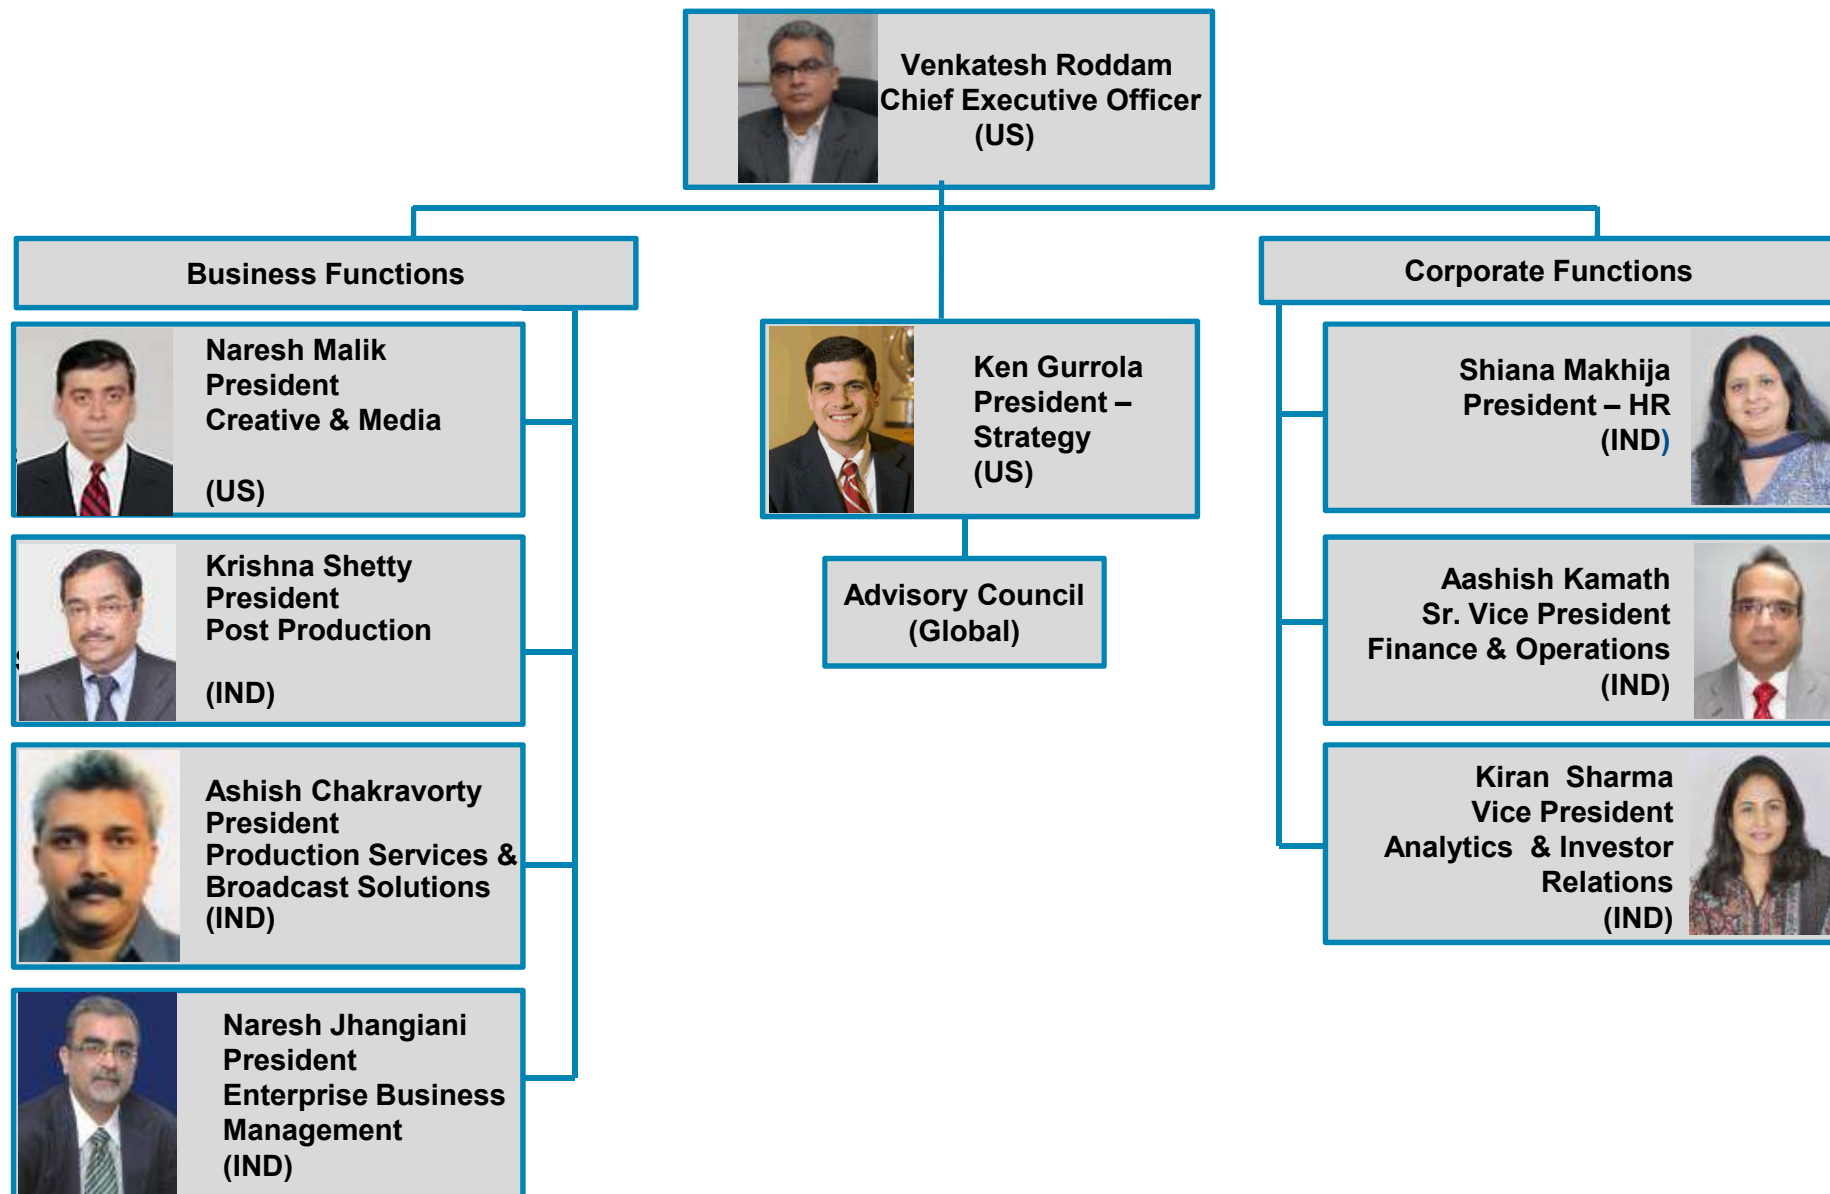 Venkatesh Roddam
Chief Executive Officer
(US)
Business Functions
Naresh Malik
President
Creative & Media
(US)
Krishna Shetty
President
Post Production
(IND)
Ashish Chakravorty
President
Production Services &
Broadcast Solutions
(IND)
Naresh Jhangiani
President
Enterprise Business
Management
(IND)
Ken Gurrola
President –
Strategy
(US)
Advisory Council
(Global)
Corporate Functions
Shiana Makhija
President – HR
(IND)
Aashish Kamath
Sr. Vice President
Finance & Operations
(IND)
Kiran Sharma
Vice President
Analytics & Investor
Relations
(IND)